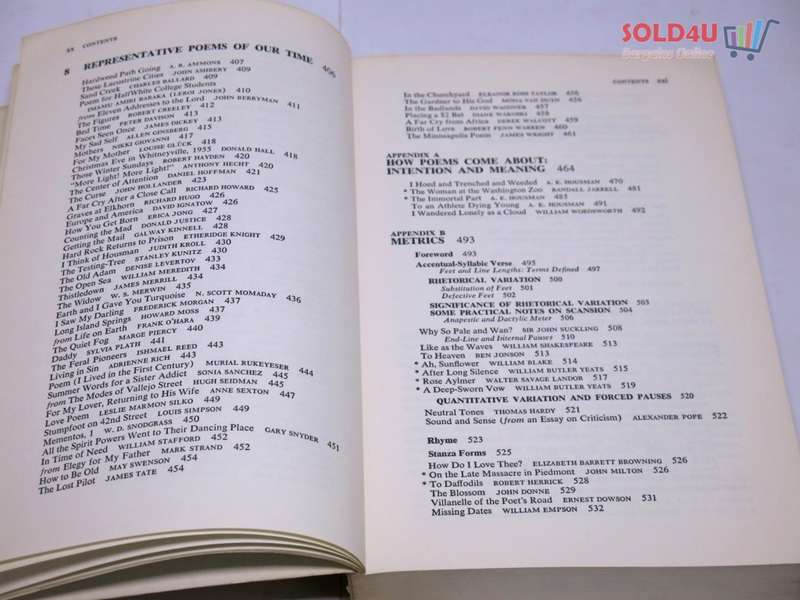 SOLD4U
Bargains Online
xx CONTENTS
8 REPRESENTATIVE POEMS OF OUR TIME 406
Hardweed Path Going A. R. AMMONS 407
These Lacustrine Cities JOHN ASHBERY 409
Sand Creek CHARLES BALLARD 409
Poem for HalfWhite College Students
IMAMU AMIRI BARAKA (LEROI JONES) 410
from Eleven Addresses to the Lord JOHN BERRYMAN 411
The Figures ROBERT CREELEY 412
Bed Time PETER DAVISON 413
Faces Seen Once JAMES DICKEY 413
My Sad Self ALLEN GINSBERG 415
Mothers NIKKI GIOVANNI 417
For My Mother LOUISE GLÜCK 418
Christmas Eve in Whitneyville, 1955 DONALD HALL 418
Those Winter Sundays ROBERT HAYDEN 420
"More Light! More Light!" ANTHONY HECHT 420
The Center of Attention DANIEL HOFFMAN 421
The Curse JOHN HOLLANDER 423
A Far Cry After a Close Call RICHARD HOWARD 425
Graves at Elkhorn RICHARD HUGO 426
Europe and America DAVID IGNATOW 426
How You Get Born ERICA JONG 427
Counting the Mad DONALD JUSTICE 428
Getting the Mail GALWAY KINNELL 428
Hard Rock Returns to Prison ETHERIDGE KNIGHT 429
I Think of Housman JUDITH KROLL 430
The Testing-Tree STANLEY KUNITZ 430
The Old Adam DENISE LEVERTOV 433
The Open Sea WILLIAM MEREDITH 434
Thistledown JAMES MERRILL 434
The Widow W. S. MERWIN 435
Earth and I Gave You Turquoise N. SCOTT MOMADAY 436
I Saw My Darling FREDERICK MORGAN 437
Long Island Springs HOWARD MOSS 437
from Life on Earth FRANK O'HARA 439
The Quiet Fog MARGE PIERCY 440
Daddy SYLVIA PLATH 441
The Feral Pioneers ISHMAEL REED 443
Living in Sin ADRIENNE RICH 443
Poem (I Lived in the First Century) MURIAL RUKEYSER 444
Summer Words for a Sister Addict SONIA SANCHEZ 445
from The Modes of Vallejo Street HUGH SEIDMAN 445
For My Lover, Returning to His Wife ANNE SEXTON 447
Love Poem LESLIE MARMON SILKO 449
Stumpfoot on 42nd Street LOUIS SIMPSON 449
Mementos, I W. D. SNODGRASS 450
All the Spirit Powers Went to Their Dancing Place GARY SNYDER 451
In Time of Need WILLIAM STAFFORD 452
from Elegy for My Father MARK STRAND 452
How to Be Old MAY SWENSON 454
The Lost Pilot JAMES TATE 454
CONTENTS xxi
In the Churchyard ELEANOR ROSS TAYLOR 456
The Gardner to His God MONA VAN DUYN 456
In the Badlands DAVID WAGONER 457
Placing a $2 Bet DIANE WAKOSKI 458
A Far Cry from Africa DEREK WALCOTT 459
Birth of Love ROBERT PENN WARREN 460
The Minneapolis Poem JAMES WRIGHT 461
APPENDIX A
HOW POEMS COME ABOUT:
INTENTION AND MEANING 464
I Hoed and Trenched and Weeded A. E. HOUSMAN 470
* The Woman at the Washington Zoo RANDALL JARRELL 481
* The Immortal Part A. E. HOUSMAN 485
To an Athlete Dying Young A. E. HOUSMAN 491
I Wandered Lonely as a Cloud WILLIAM WORDSWORTH 492
APPENDIX B
METRICS 493
Foreword 493
Accentual-Syllabic Verse 495
Feet and Line Lengths: Terms Defined 497
RHETORICAL VARIATION 500
Substitution of Feet 501
Defective Feet 502
SIGNIFICANCE OF RHETORICAL VARIATION 503
SOME PRACTICAL NOTES ON SCANSION 504
Anapestic and Dactylic Meter 506
Why So Pale and Wan? SIR JOHN SUCKLING 508
End-Line and Internal Pauses 510
Like as the Waves WILLIAM SHAKESPEARE 513
To Heaven BEN JONSON 513
* Ah, Sunflower WILLIAM BLAKE 514
* After Long Silence WILLIAM BUTLER YEATS 515
* Rose Aylmer WALTER SAVAGE LANDOR 517
* A Deep-Sworn Vow WILLIAM BUTLER YEATS 519
QUANTITATIVE VARIATION AND FORCED PAUSES 520
Neutral Tones THOMAS HARDY 521
Sound and Sense (from an Essay on Criticism) ALEXANDER POPE 522
Rhyme 523
Stanza Forms 525
How Do I Love Thee? ELIZABETH BARRETT BROWNING 526
* On the Late Massacre in Piedmont JOHN MILTON 526
* To Daffodils ROBERT HERRICK 528
The Blossom JOHN DONNE 529
Villanelle of the Poet's Road ERNEST DOWSON 531
Missing Dates WILLIAM EMPSON 532